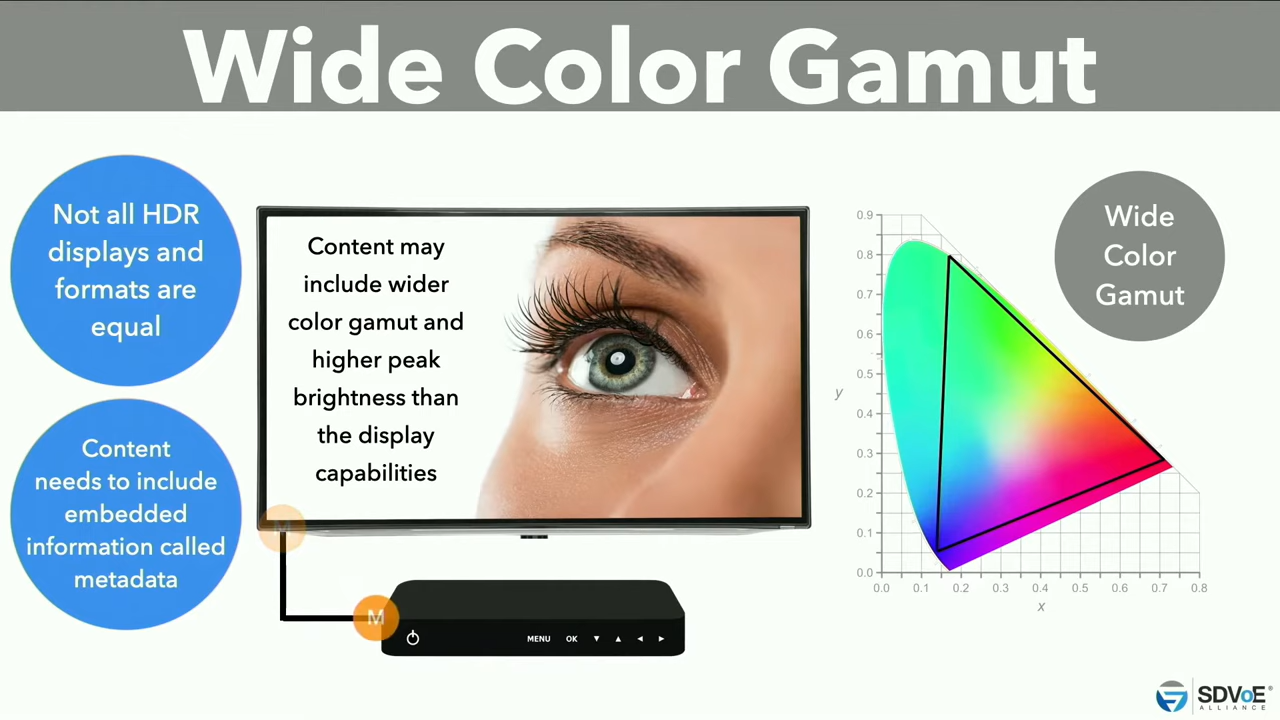 Wide Color Gamut
Not all HDR
displays and
formats are
equal
Content
needs to include
embedded
information called
metadata
Content may
include wider
color gamut and
higher peak
brightness than
the display
capabilities
M
M
MENU OK ▼ ▲ ◄ ►
Wide
Color
Gamut
0.9
0.8
0.7
0.6
0.5
0.4
0.3
0.2
0.1
0.0
y
0.0 0.1 0.2 0.3 0.4 0.5 0.6 0.7 0.8
x
SDVoE®
ALLIANCE